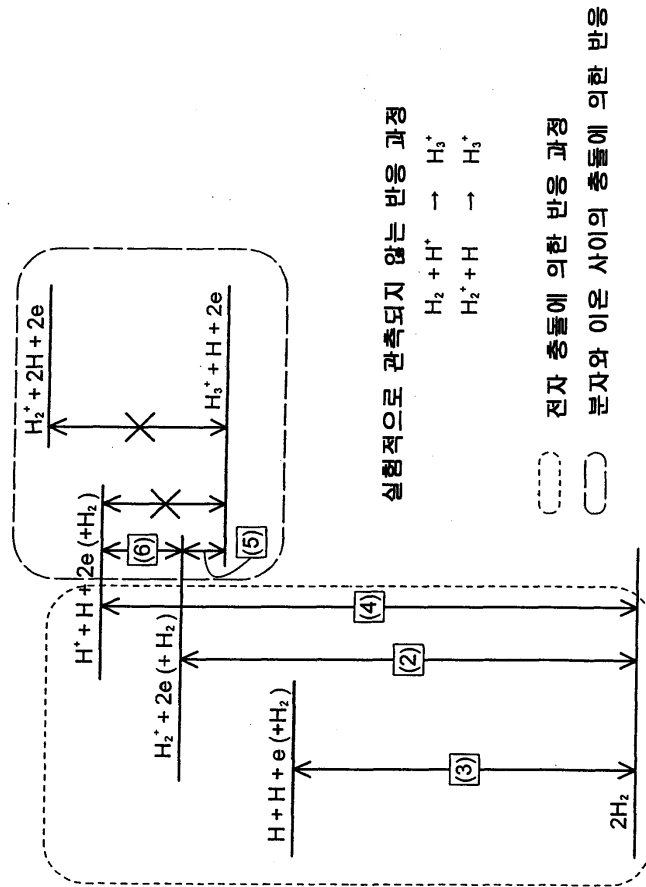 H₂⁺ + 2H + 2e
H⁺ + H + 2e (+H₂)
(6)
H₃⁺ + H + 2e
H₂⁺ + 2e (+ H₂)
(5)
H + H + e (+H₂)
(4)
(2)
(3)
2H₂
실험적으로 관측되지 않는 반응 과정
H₂ + H⁺ → H₃⁺
H₂⁺ + H → H₃⁺
전자 충돌에 의한 반응 과정
분자와 이온 사이의 충돌에 의한 반응